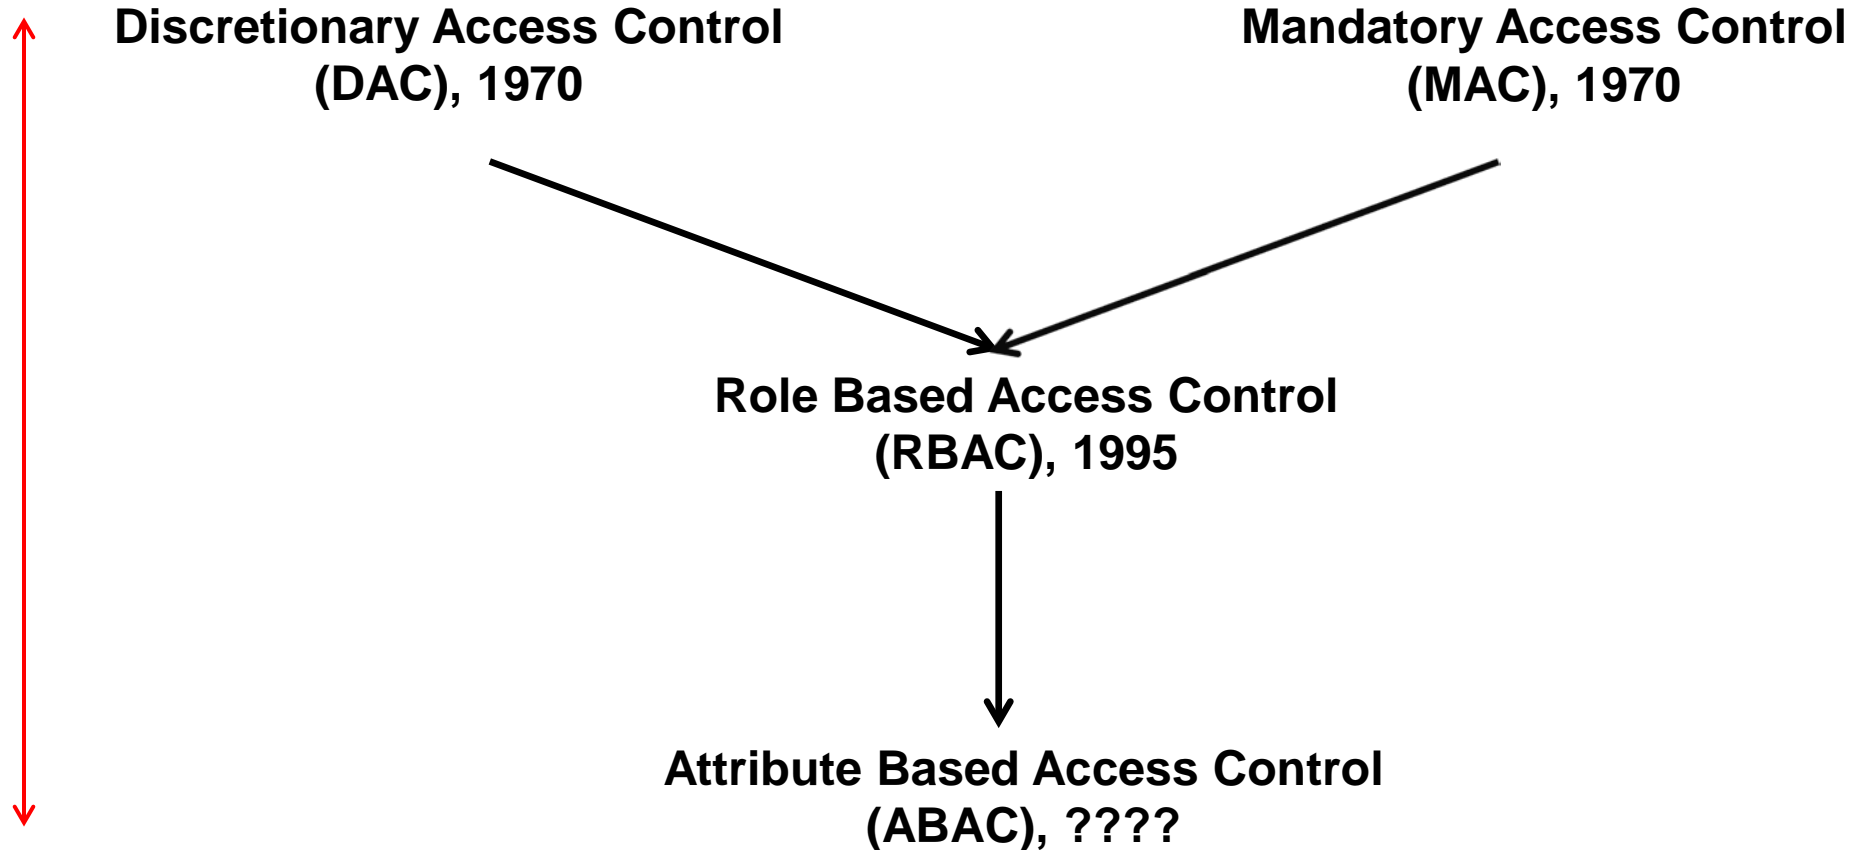 Discretionary Access Control
(DAC), 1970
Mandatory Access Control
(MAC), 1970
Role Based Access Control
(RBAC), 1995
Attribute Based Access Control
(ABAC), ????